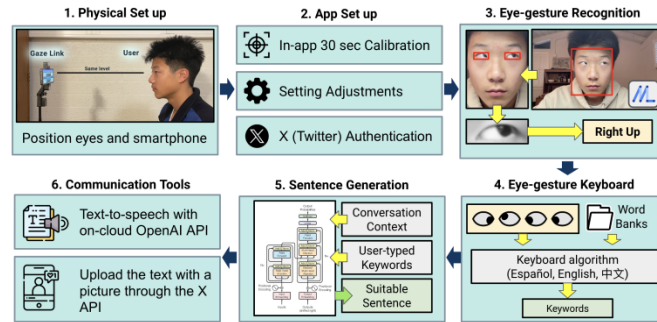 1. Physical Set up
Gaze Link
User
Same level
Position eyes and smartphone
2. App Set up
In-app 30 sec Calibration
Setting Adjustments
X (Twitter) Authentication
3. Eye-gesture Recognition
Right Up
4. Eye-gesture Keyboard
Word
Banks
Keyboard algorithm
(Español, English, 中文)
Keywords
5. Sentence Generation
Conversation
Context
User-typed
Keywords
Suitable
Sentence
6. Communication Tools
Text-to-speech with
on-cloud OpenAI API
Upload the text with a
picture through the X
API